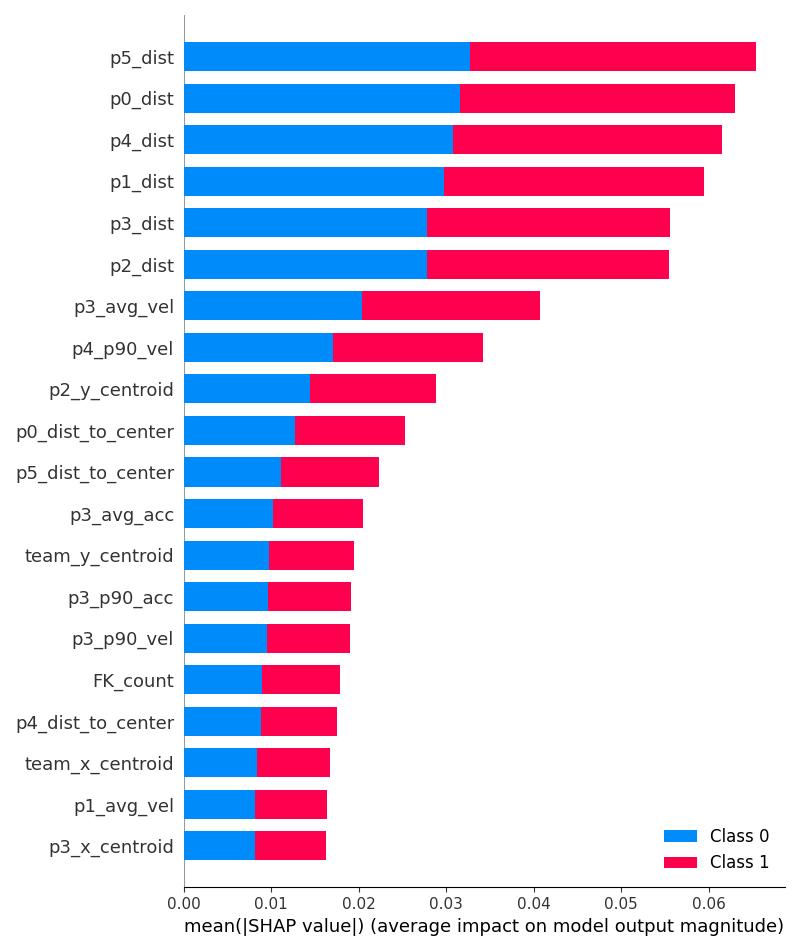 p5_dist
p0_dist
p4_dist
p1_dist
p3_dist
p2_dist
p3_avg_vel
p4_p90_vel
p2_y_centroid
p0_dist_to_center
p5_dist_to_center
p3_avg_acc
team_y_centroid
p3_p90_acc
p3_p90_vel
FK_count
p4_dist_to_center
team_x_centroid
p1_avg_vel
p3_x_centroid
Class 0
Class 1
0.00 0.01 0.02 0.03 0.04 0.05 0.06
mean(|SHAP value|) (average impact on model output magnitude)